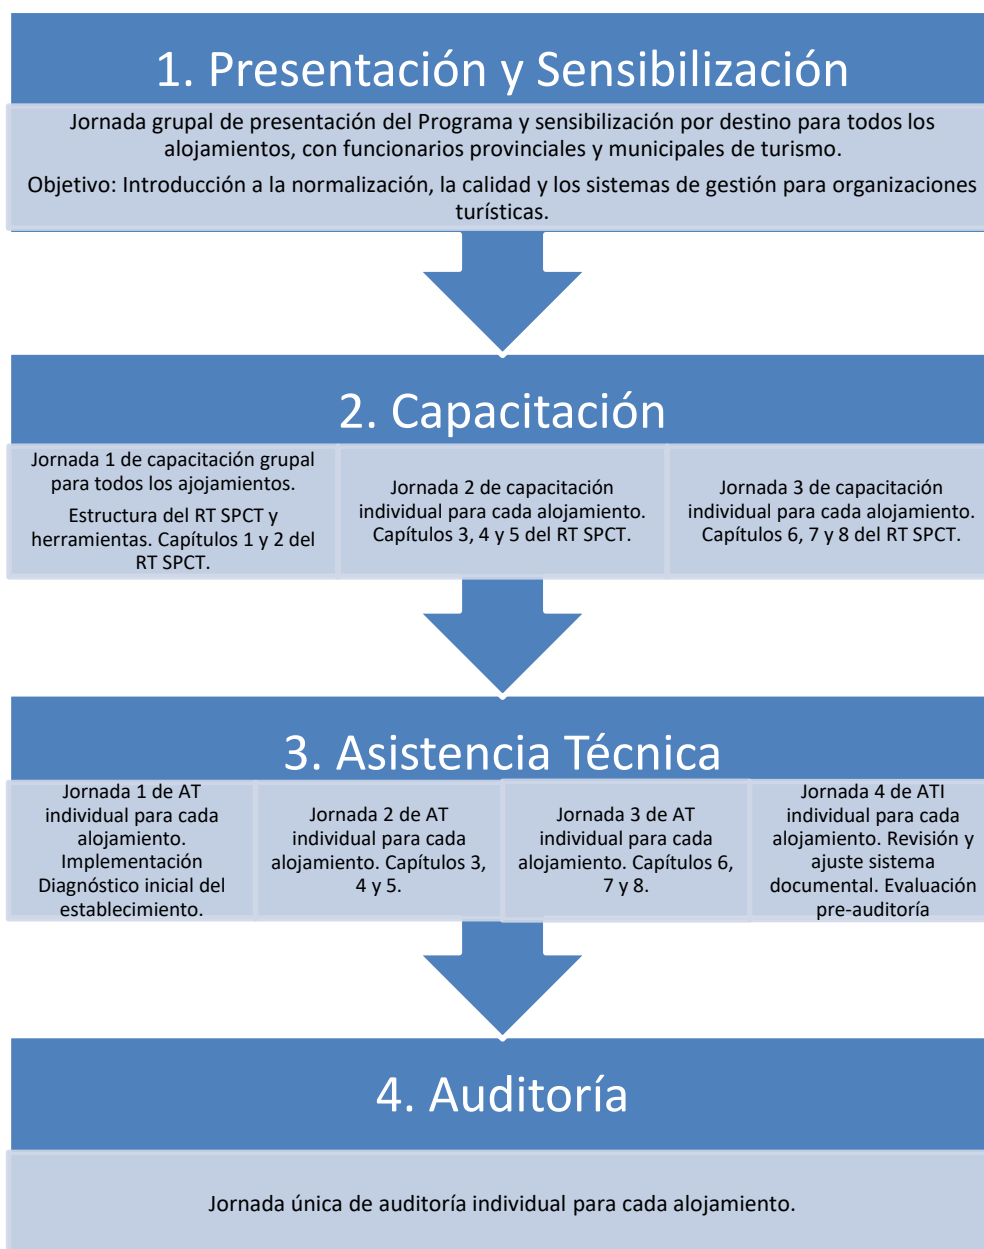 1. Presentación y Sensibilización
Jornada grupal de presentación del Programa y sensibilización por destino para todos los
alojamientos, con funcionarios provinciales y municipales de turismo.
Objetivo: Introducción a la normalización, la calidad y los sistemas de gestión para organizaciones
turísticas.
2. Capacitación
Jornada 1 de capacitación grupal
para todos los ajojamientos.
Estructura del RT SPCT y
herramientas. Capítulos 1 y 2 del
RT SPCT.
Jornada 2 de capacitación
individual para cada alojamiento.
Capítulos 3, 4 y 5 del RT SPCT.
Jornada 3 de capacitación
individual para cada alojamiento.
Capítulos 6, 7 y 8 del RT SPCT.
3. Asistencia Técnica
Jornada 1 de AT
individual para cada
alojamiento.
Implementación
Diagnóstico inicial del
establecimiento.
Jornada 2 de AT
individual para cada
alojamiento. Capítulos 3,
4 y 5.
Jornada 3 de AT
individual para cada
alojamiento. Capítulos 6,
7 y 8.
Jornada 4 de ATI
individual para cada
alojamiento. Revisión y
ajuste sistema
documental. Evaluación
pre-auditoría
4. Auditoría
Jornada única de auditoría individual para cada alojamiento.